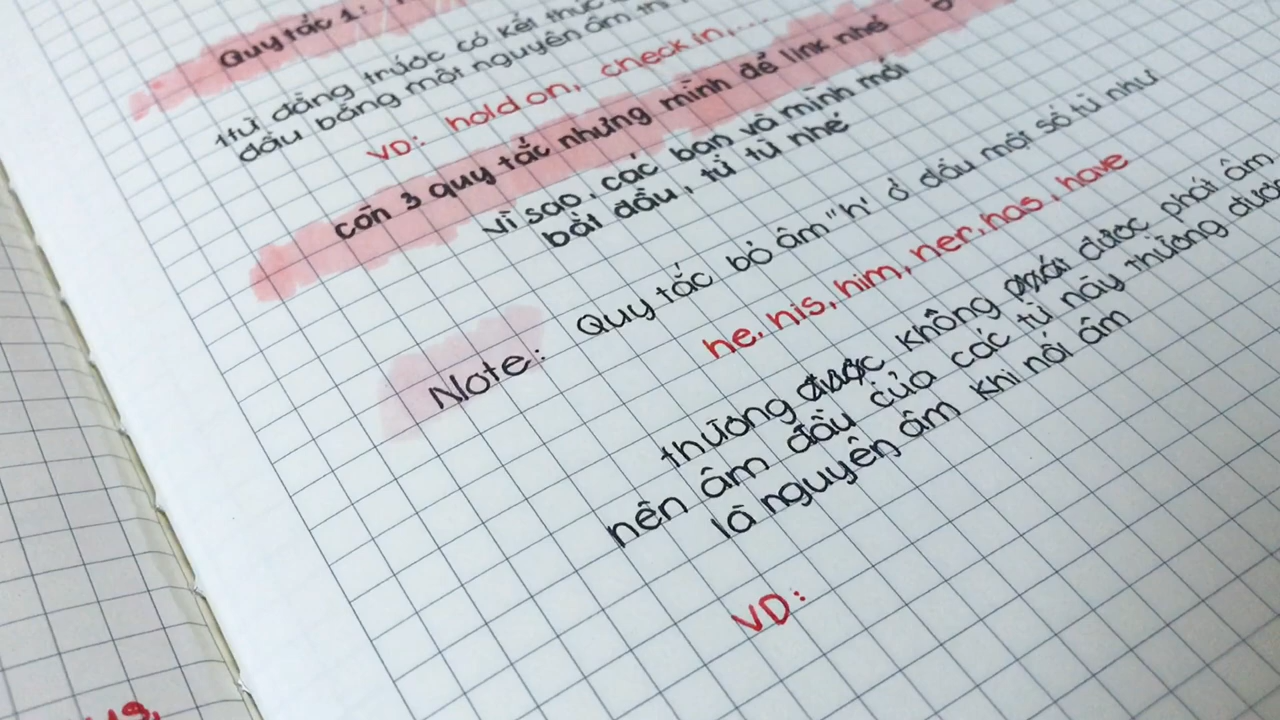 Quy tắc 1:
từ đằng trước có kết thúc
đầu bằng một nguyên âm thì
VD: hold on, check in,...
còn 3 quy tắc nhưng mình để link nhé
vì sao, các bạn và mình mới
bắt đầu, từ từ nhé
Note: Quy tắc bỏ âm "h' ở đầu một số từ như
he, his, him, her, has, have
thường được không phát được phát âm
nên âm đầu của các từ này thường được
là nguyên âm khi nối âm
VD: